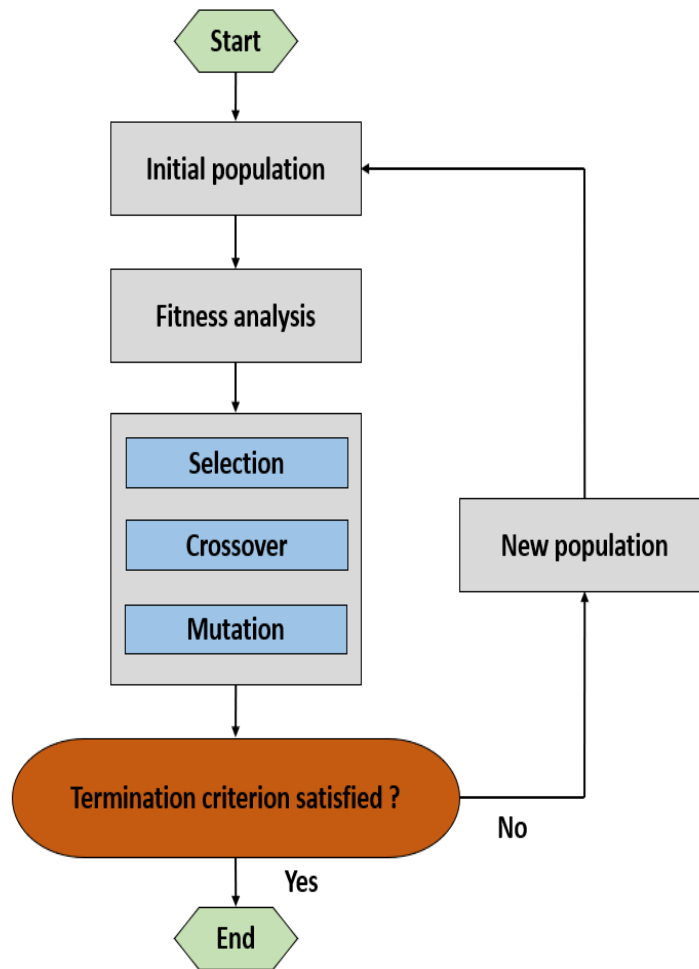 Start
Initial population
Fitness analysis
Selection
Crossover
Mutation
New population
Termination criterion satisfied ?
No
Yes
End